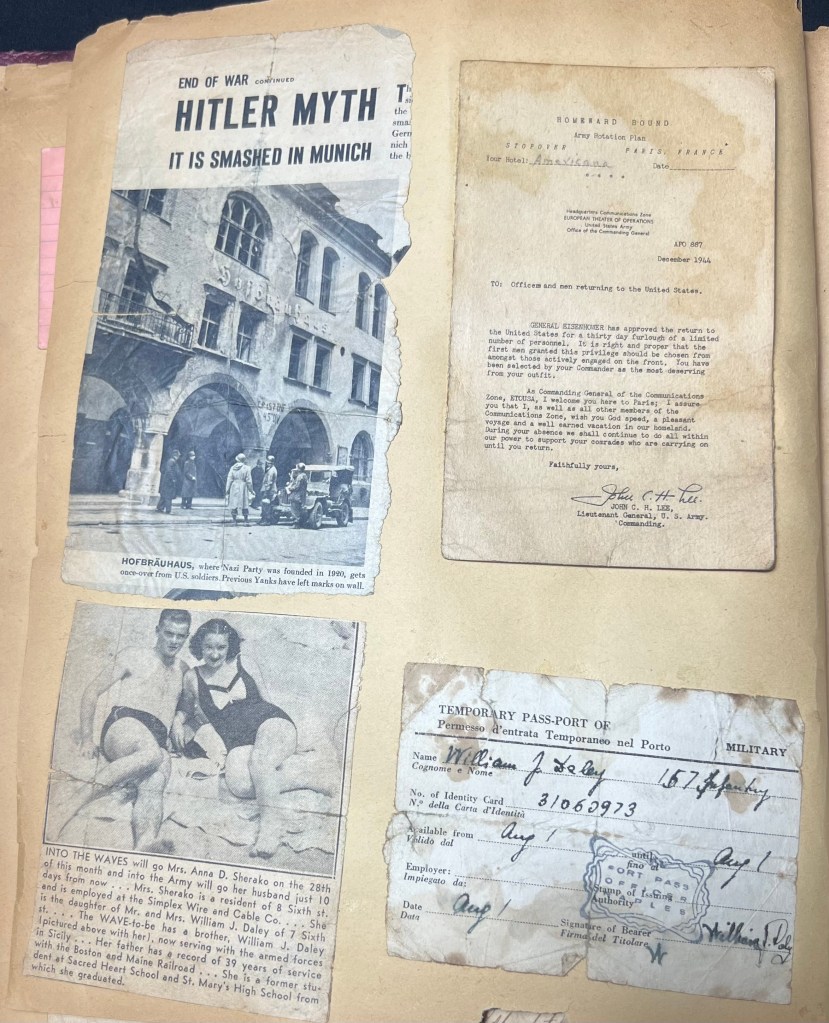 END OF WAR CONTINUED
HITLER MYTH
IT IS SMASHED IN MUNICH
the
sma
Germ
nich
the b
Hofbräuhaus
HOFBRÄUHAUS, where Nazi Party was founded in 1920, gets
once-over from U.S. soldiers. Previous Yanks have left marks on wall.
HOMEWARD BOUND
Army Rotation Plan
STOPOVER PARIS, FRANCE
Your Hotel: Date
Headquarters Communications Zone
EUROPEAN THEATER OF OPERATIONS
United States Army
Office of the Commanding General
APO 887
December 1944
TO: Officers and men returning to the United States.
GENERAL EISENHOWER has approved the return to
the United States for a thirty day furlough of a limited
number of personnel. It is right and proper that the
first men granted this privilege should be chosen from
amongst those actively engaged on the front. You have
been selected by your Commander as the most deserving
from your outfit.
As Commanding General of the Communications
Zone, ETOUSA, I welcome you here to Paris; I assure
you that I, as well as all other members of the
Communications Zone, wish you God speed, a pleasant
voyage and a well earned vacation in our homeland.
During your absence we shall continue to do all within
our power to support your comrades who are carrying on
until you return.
Faithfully yours,
John C. H. Lee.
JOHN C. H. LEE,
Lieutenant General, U. S. Army.
Commanding.
INTO THE WAVES will go Mrs. Anna D. Sherako on the 28th
of this month and into the Army will go her husband just 10
days from now . . . Mrs. Sherako is a resident of 8 Sixth st.
and is employed at the Simplex Wire and Cable Co. . . . She
is the daughter of Mr. and Mrs. William J. Daley of 7 Sixth
st. . . . The WAVE-to-be has a brother, William J. Daley
(pictured above with her), now serving with the armed forces
in Sicily . . . Her father has a record of 39 years of service
with the Boston and Maine Railroad . . . She is a former stu-
dent at Sacred Heart School and St. Mary's High School from
which she graduated.
TEMPORARY PASS-PORT OF
Permesso d'entrata Temporaneo nel Porto MILITARY
Name William J Daley 167 Infantry
Cognome e Nome
No. of Identity Card 31060973
N.º della Carta d'Identità
Available from Aug 1 until Aug 1
Valido dal fino al
Employer:
Impiegato da:
Stamp of Issuing
Authority
PORT PASS
OFFICER
NAPLES
Date Aug 1
Data
Signature of Bearer William J. Daley
Firma del Titolare